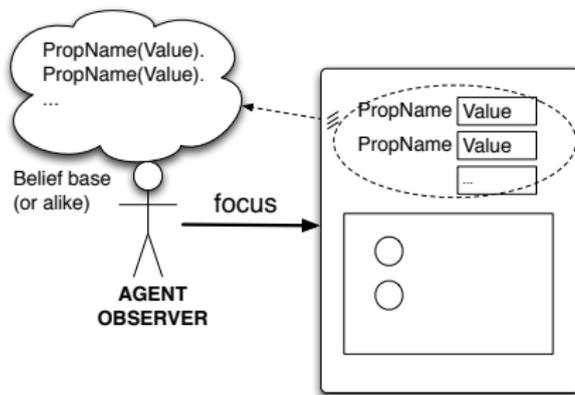 PropName(Value).
PropName(Value).
...
PropName Value
PropName Value
...
Belief base
(or alike)
focus
AGENT
OBSERVER